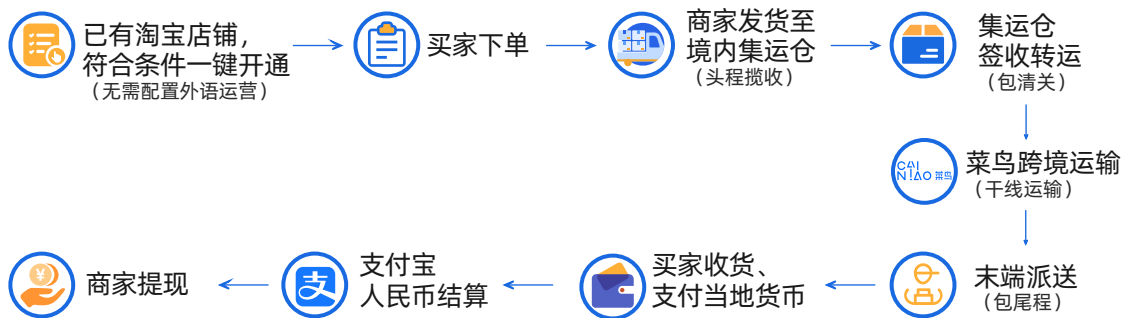 已有淘宝店铺，
符合条件一键开通
（无需配置外语运营）
买家下单
商家发货至
境内集运仓
（头程揽收）
集运仓
签收转运
（包清关）
CAI
NIAO 菜鸟
菜鸟跨境运输
（干线运输）
末端派送
（包尾程）
买家收货、
支付当地货币
支
支付宝
人民币结算
¥
商家提现